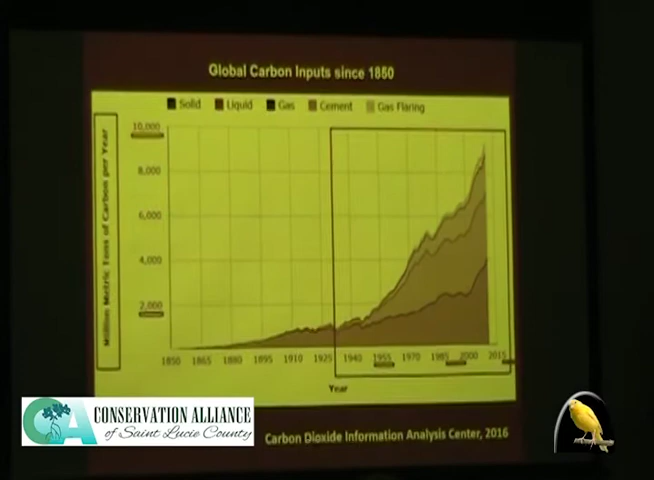 Global Carbon Inputs since 1850
Solid Liquid Gas Cement Gas Flaring
Million Metric Tons of Carbon per Year
10,000
8,000
6,000
4,000
2,000
1850 1865 1880 1895 1910 1925 1940 1955 1970 1985 2000 2015
Year
CA CONSERVATION ALLIANCE
of Saint Lucie County
Carbon Dioxide Information Analysis Center, 2016